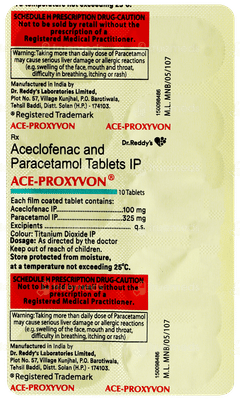 at a temperature not exceeding 25°C.
SCHEDULE H PRESCRIPTION DRUG-CAUTION
Not to be sold by retail without the
prescription of a
Registered Medical Practitioner.
Warning: Taking more than daily dose of Paracetamol
may cause serious liver damage or allergic reactions
(e.g. swelling of the face, mouth and throat,
difficulty in breathing, itching or rash)
Manufactured in India by
Dr. Reddy's Laboratories Limited,
Plot No. 57, Village Kunjhal, P.O. Barotiwala,
Tehsil Baddi, Distt. Solan (H.P.) - 174103.
® Registered Trademark
M.L. MNB/05/107
Rx
Dr.Reddy's
Aceclofenac and
Paracetamol Tablets IP
ACE-PROXYVON®
10 Tablets
Each film coated tablet contains:
Aceclofenac IP 100 mg
Paracetamol IP 325 mg
Excipients q.s.
Colour: Titanium Dioxide IP
Dosage: As directed by the doctor
Keep out of reach of children.
Store protected from moisture,
at a temperature not exceeding 25°C.
SCHEDULE H PRESCRIPTION DRUG-CAUTION
Not to be sold by retail without the
prescription of a
Registered Medical Practitioner.
Warning: Taking more than daily dose of Paracetamol
may cause serious liver damage or allergic reactions
(e.g. swelling of the face, mouth and throat,
difficulty in breathing, itching or rash)
Manufactured in India by
Dr. Reddy's Laboratories Limited,
Plot No. 57, Village Kunjhal, P.O. Barotiwala,
Tehsil Baddi, Distt. Solan (H.P.) - 174103.
® Registered Trademark
M.L. MNB/05/107
ACE-PROXYVON ACE-PROXYVON